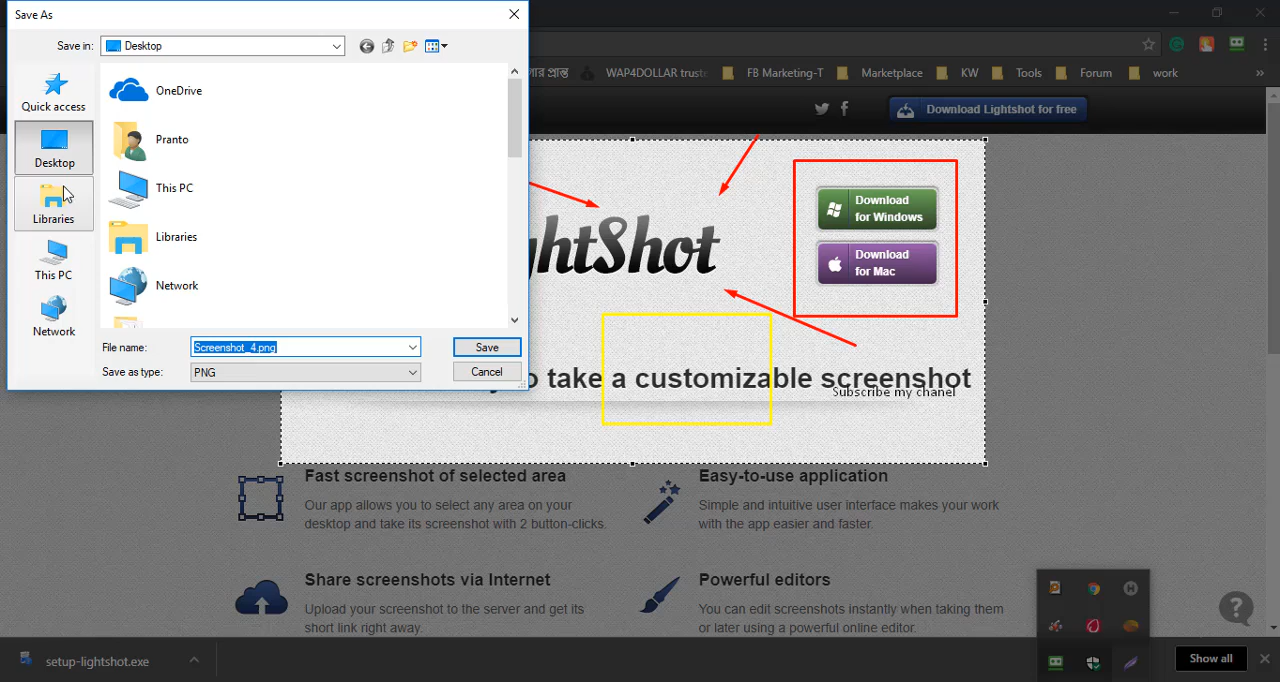 Save As
Save in:
Desktop
Quick access
Desktop
Libraries
This PC
Network
OneDrive
Pranto
This PC
Libraries
Network
File name:
Screenshot_4.png
Save
Save as type:
PNG
Cancel
WAP4DOLLAR truste
FB Marketing-T
Marketplace
KW
Tools
Forum
work
»
Download Lightshot for free
htShot
Download
for Windows
Download
for Mac
to take a customizable screenshot
Subscribe my chanel
Fast screenshot of selected area
Our app allows you to select any area on your
desktop and take its screenshot with 2 button-clicks.
Easy-to-use application
Simple and intuitive user interface makes your work
with the app easier and faster.
Share screenshots via Internet
Upload your screenshot to the server and get its
short link right away.
Powerful editors
You can edit screenshots instantly when taking them
or later using a powerful online editor.
setup-lightshot.exe
Show all